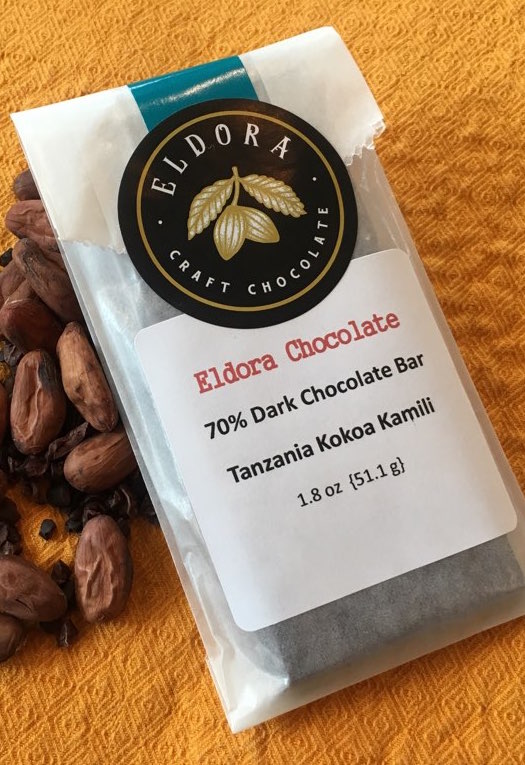 ELDORA
CRAFT CHOCOLATE
Eldora Chocolate
70% Dark Chocolate Bar
Tanzania Kokoa Kamili
1.8 oz {51.1 g}